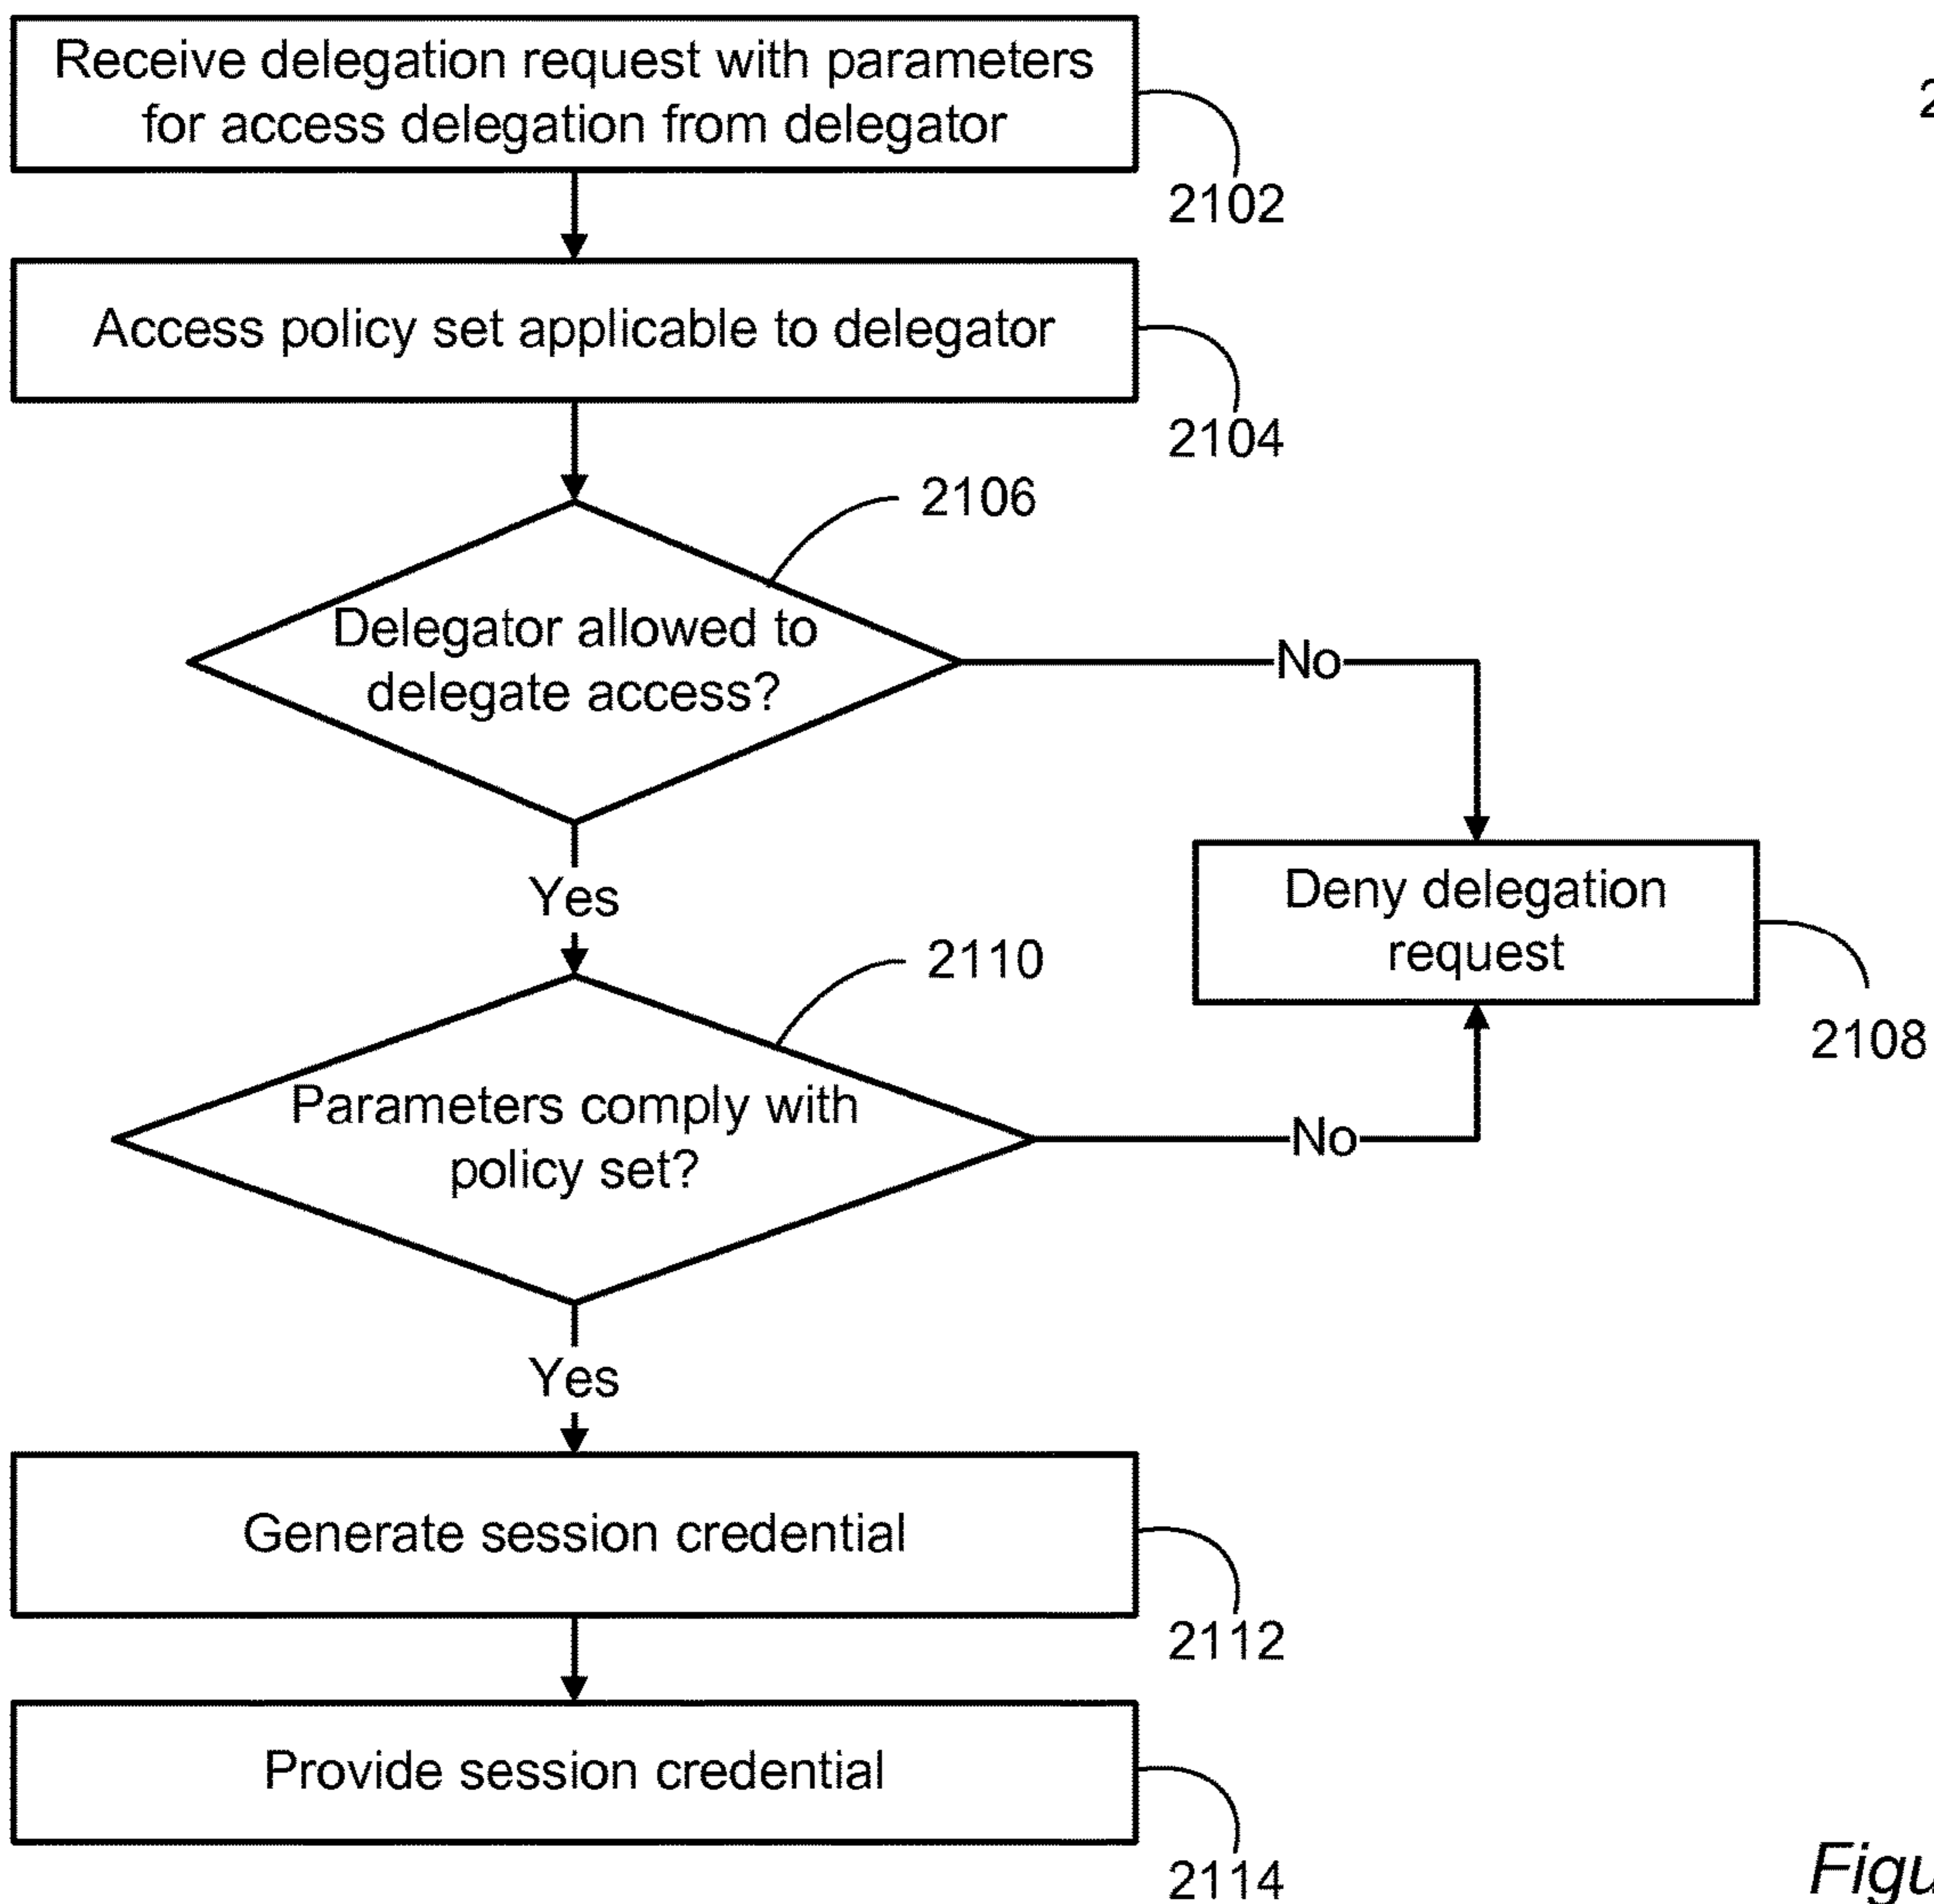 Receive delegation request with parameters
for access delegation from delegator
2102
Access policy set applicable to delegator
2104
2106
Delegator allowed to
delegate access?
No
Yes
Deny delegation
request
2108
2110
Parameters comply with
policy set?
No
Yes
Generate session credential
2112
Provide session credential
2114